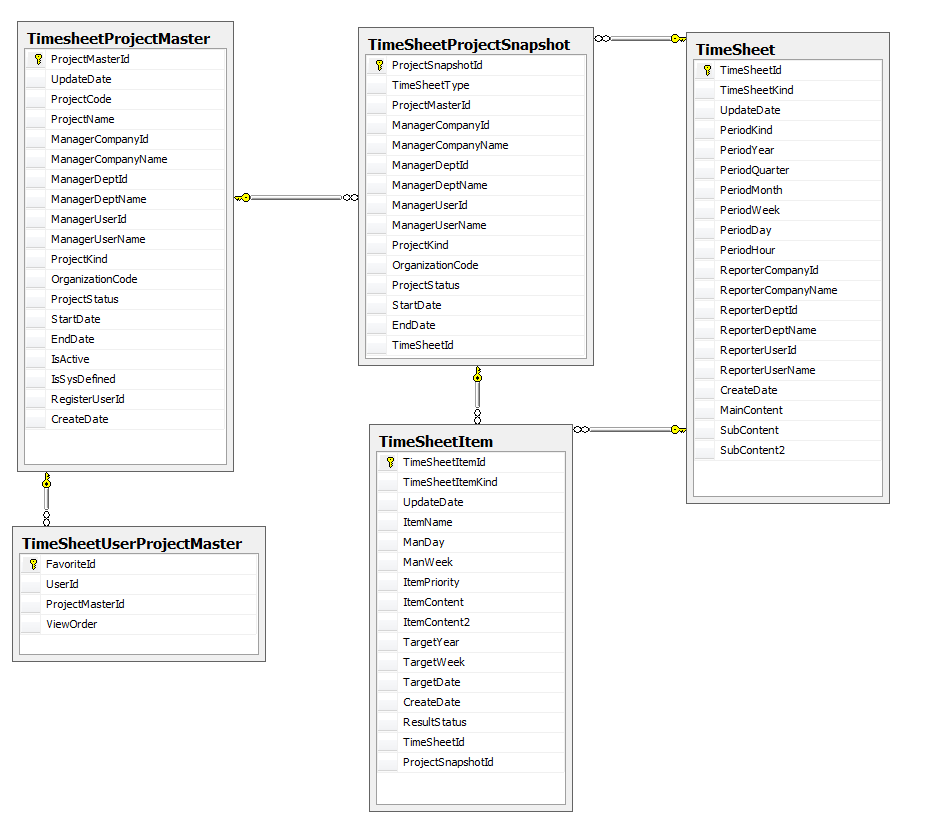 TimesheetProjectMaster
ProjectMasterId
UpdateDate
ProjectCode
ProjectName
ManagerCompanyId
ManagerCompanyName
ManagerDeptId
ManagerDeptName
ManagerUserId
ManagerUserName
ProjectKind
OrganizationCode
ProjectStatus
StartDate
EndDate
IsActive
IsSysDefined
RegisterUserId
CreateDate
TimeSheetProjectSnapshot
ProjectSnapshotId
TimeSheetType
ProjectMasterId
ManagerCompanyId
ManagerCompanyName
ManagerDeptId
ManagerDeptName
ManagerUserId
ManagerUserName
ProjectKind
OrganizationCode
ProjectStatus
StartDate
EndDate
TimeSheetId
TimeSheet
TimeSheetId
TimeSheetKind
UpdateDate
PeriodKind
PeriodYear
PeriodQuarter
PeriodMonth
PeriodWeek
PeriodDay
PeriodHour
ReporterCompanyId
ReporterCompanyName
ReporterDeptId
ReporterDeptName
ReporterUserId
ReporterUserName
CreateDate
MainContent
SubContent
SubContent2
TimeSheetUserProjectMaster
FavoriteId
UserId
ProjectMasterId
ViewOrder
TimeSheetItem
TimeSheetItemId
TimeSheetItemKind
UpdateDate
ItemName
ManDay
ManWeek
ItemPriority
ItemContent
ItemContent2
TargetYear
TargetWeek
TargetDate
CreateDate
ResultStatus
TimeSheetId
ProjectSnapshotId